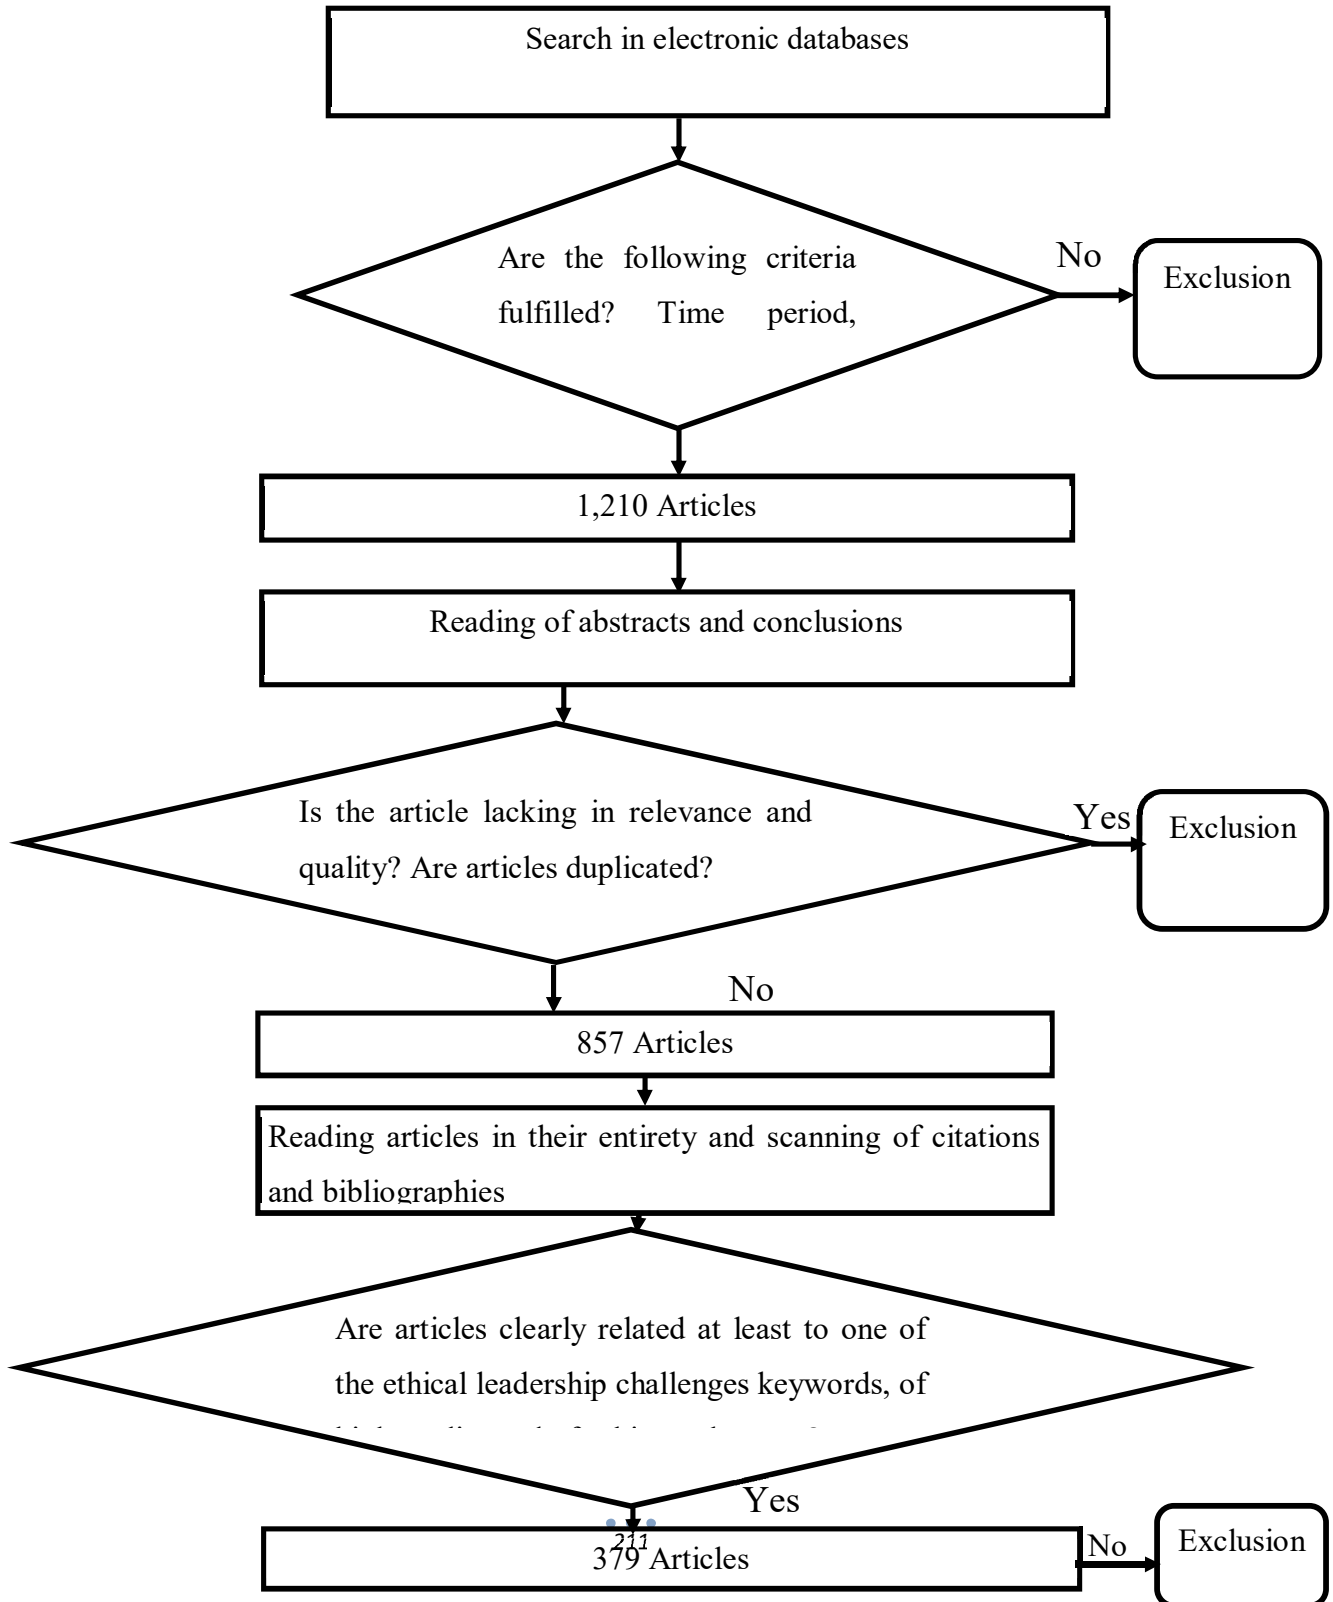 Search in electronic databases
Are the following criteria
fulfilled? Time period,
No
Exclusion
1,210 Articles
Reading of abstracts and conclusions
Is the article lacking in relevance and
quality? Are articles duplicated?
Yes
Exclusion
No
857 Articles
Reading articles in their entirety and scanning of citations
and bibliographies
Are articles clearly related at least to one of
the ethical leadership challenges keywords, of
Yes
211
379 Articles
No
Exclusion